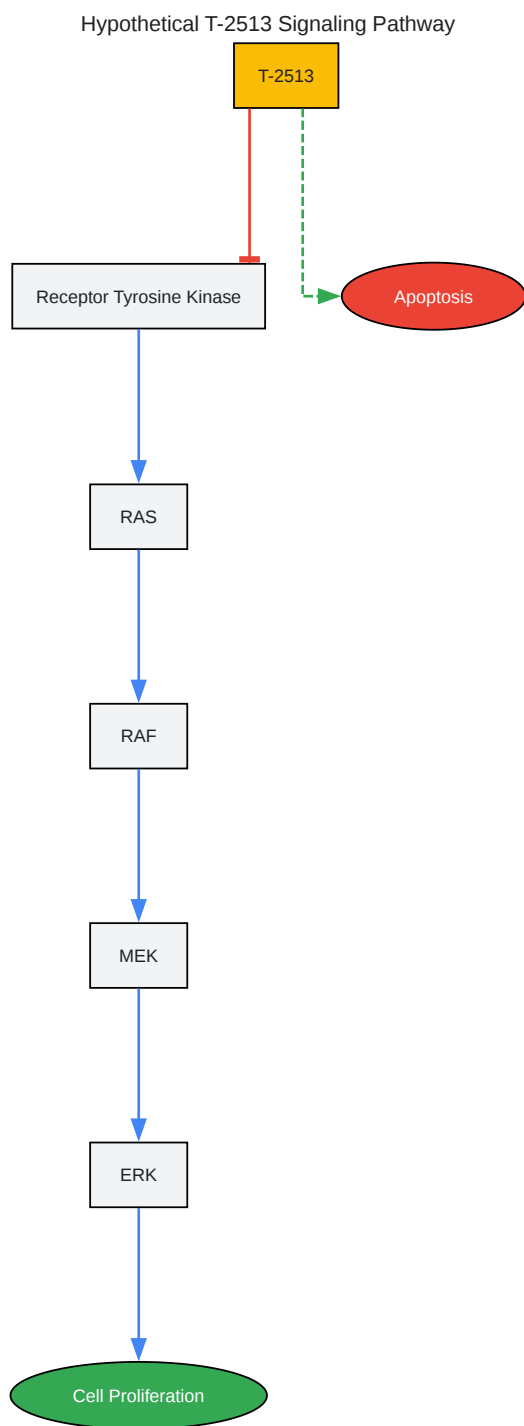 Hypothetical T-2513 Signaling Pathway
T-2513
Receptor Tyrosine Kinase
Apoptosis
RAS
RAF
MEK
ERK
Cell Proliferation